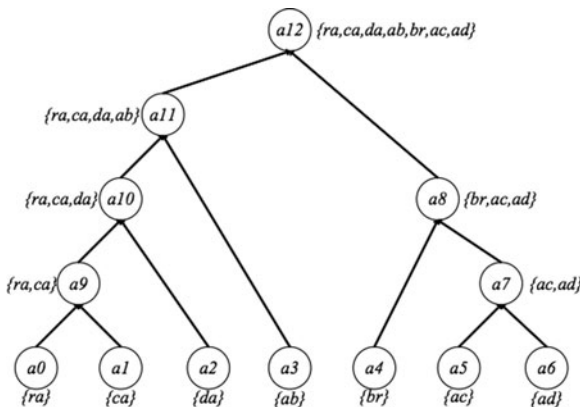 a12 {ra,ca,da,ab,br,ac,ad}
{ra,ca,da,ab} a11
{ra,ca,da} a10 a8 {br,ac,ad}
{ra,ca} a9 a7 {ac,ad}
a0 a1 a2 a3 a4 a5 a6
{ra} {ca} {da} {ab} {br} {ac} {ad}